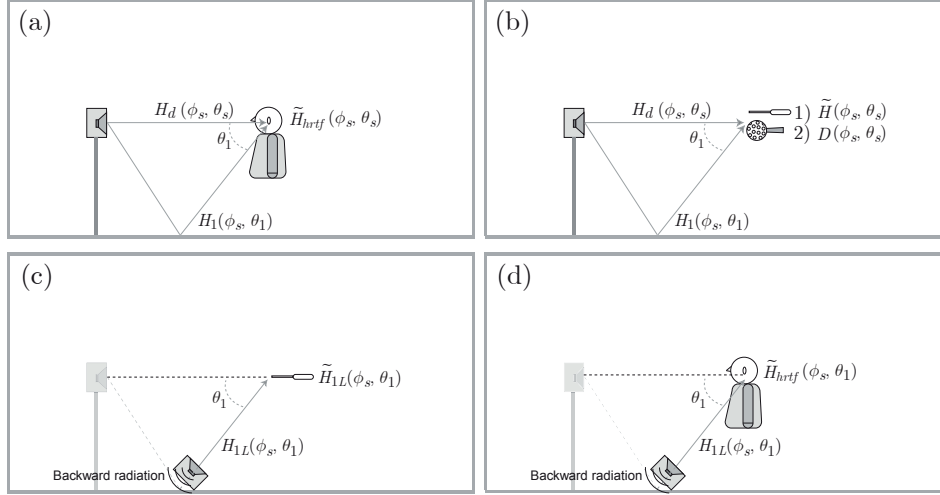 (a)
H_d (ϕ_s, θ_s)
H̃_hrtf (ϕ_s, θ_s)
θ_1
H_1(ϕ_s, θ_1)
(b)
H_d (ϕ_s, θ_s)
1) H̃(ϕ_s, θ_s)
2) D(ϕ_s, θ_s)
θ_1
H_1(ϕ_s, θ_1)
(c)
H̃_1L(ϕ_s, θ_1)
θ_1
H_1L(ϕ_s, θ_1)
Backward radiation
(d)
H̃_hrtf (ϕ_s, θ_1)
θ_1
H_1L(ϕ_s, θ_1)
Backward radiation